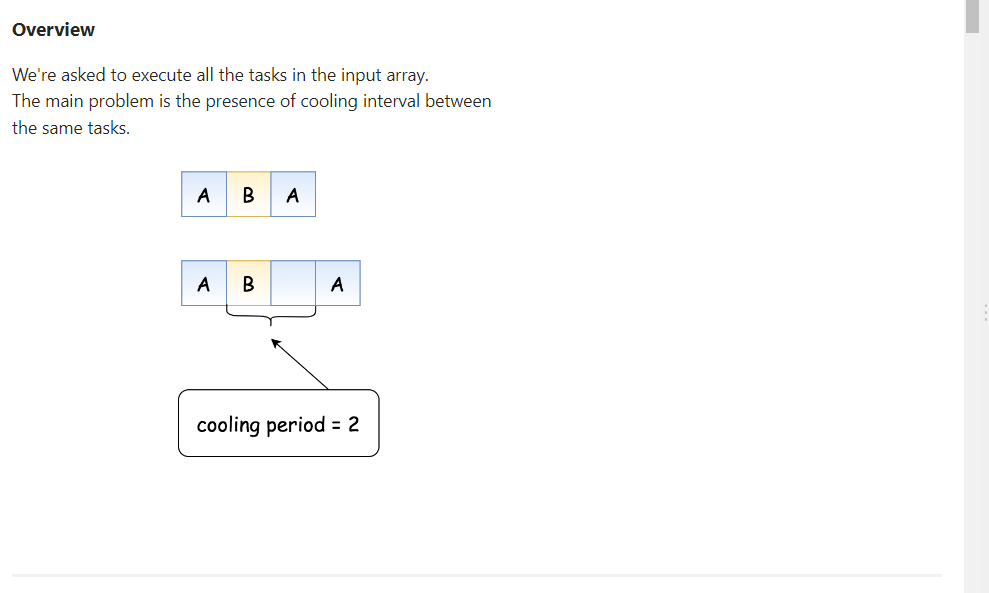 Overview
We're asked to execute all the tasks in the input array.
The main problem is the presence of cooling interval between
the same tasks.
A B A
A B A
cooling period = 2